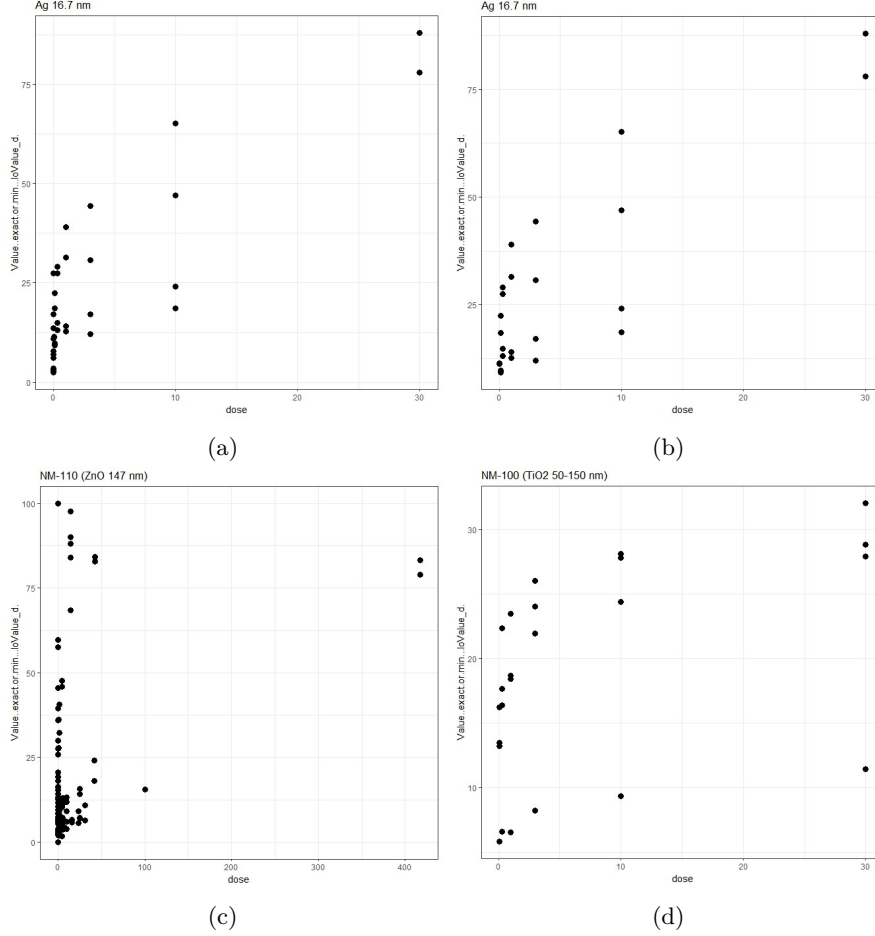 Ag 16.7 nm
Value..exact.or.min...loValue_d.
75
50
25
0
0
10
20
30
dose
(a)
Ag 16.7 nm
Value..exact.or.min...loValue_d.
75
50
25
0
10
20
30
dose
(b)
NM-110 (ZnO 147 nm)
Value..exact.or.min...loValue_d.
100
75
50
25
0
0
100
200
300
400
dose
(c)
NM-100 (TiO2 50-150 nm)
Value..exact.or.min...loValue_d.
30
20
10
0
10
20
30
dose
(d)